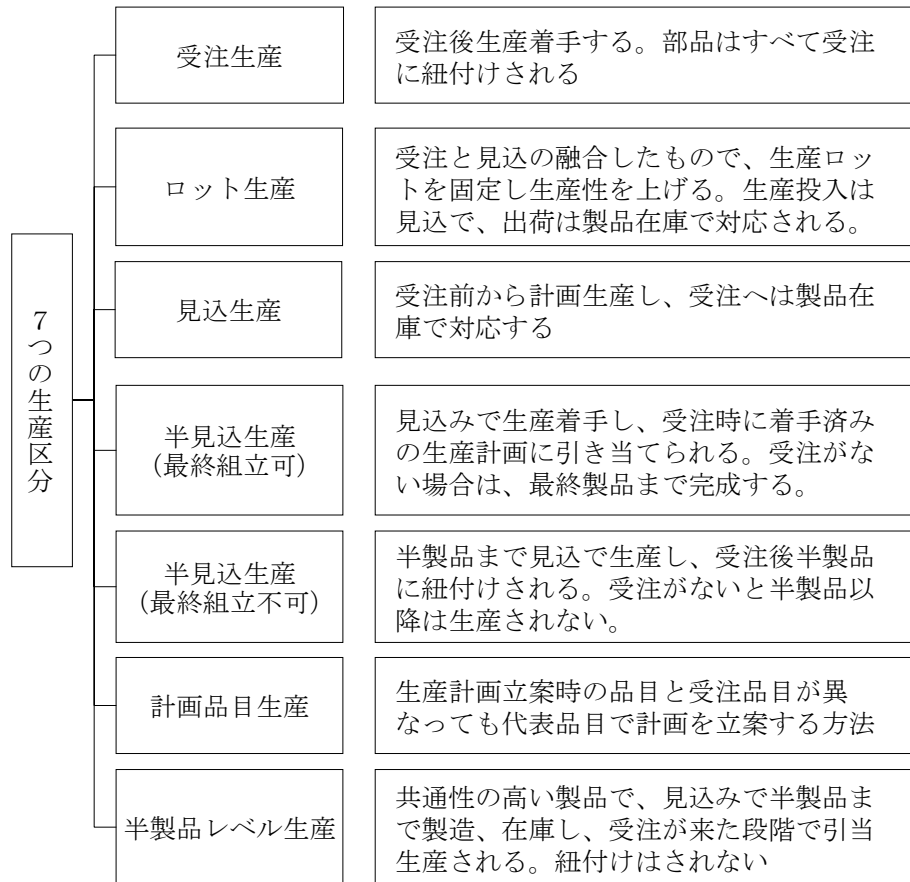 7つの生産区分
受注生産
受注後生産着手する。部品はすべて受注
に紐付けされる
ロット生産
受注と見込の融合したもので、生産ロッ
トを固定し生産性を上げる。生産投入は
見込で、出荷は製品在庫で対応される。
見込生産
受注前から計画生産し、受注へは製品在
庫で対応する
半見込生産
(最終組立可)
見込みで生産着手し、受注時に着手済み
の生産計画に引き当てられる。受注がな
い場合は、最終製品まで完成する。
半見込生産
(最終組立不可)
半製品まで見込で生産し、受注後半製品
に紐付けされる。受注がないと半製品以
降は生産されない。
計画品目生産
生産計画立案時の品目と受注品目が異
なっても代表品目で計画を立案する方法
半製品レベル生産
共通性の高い製品で、見込みで半製品ま
で製造、在庫し、受注が来た段階で引当
生産される。紐付けはされない